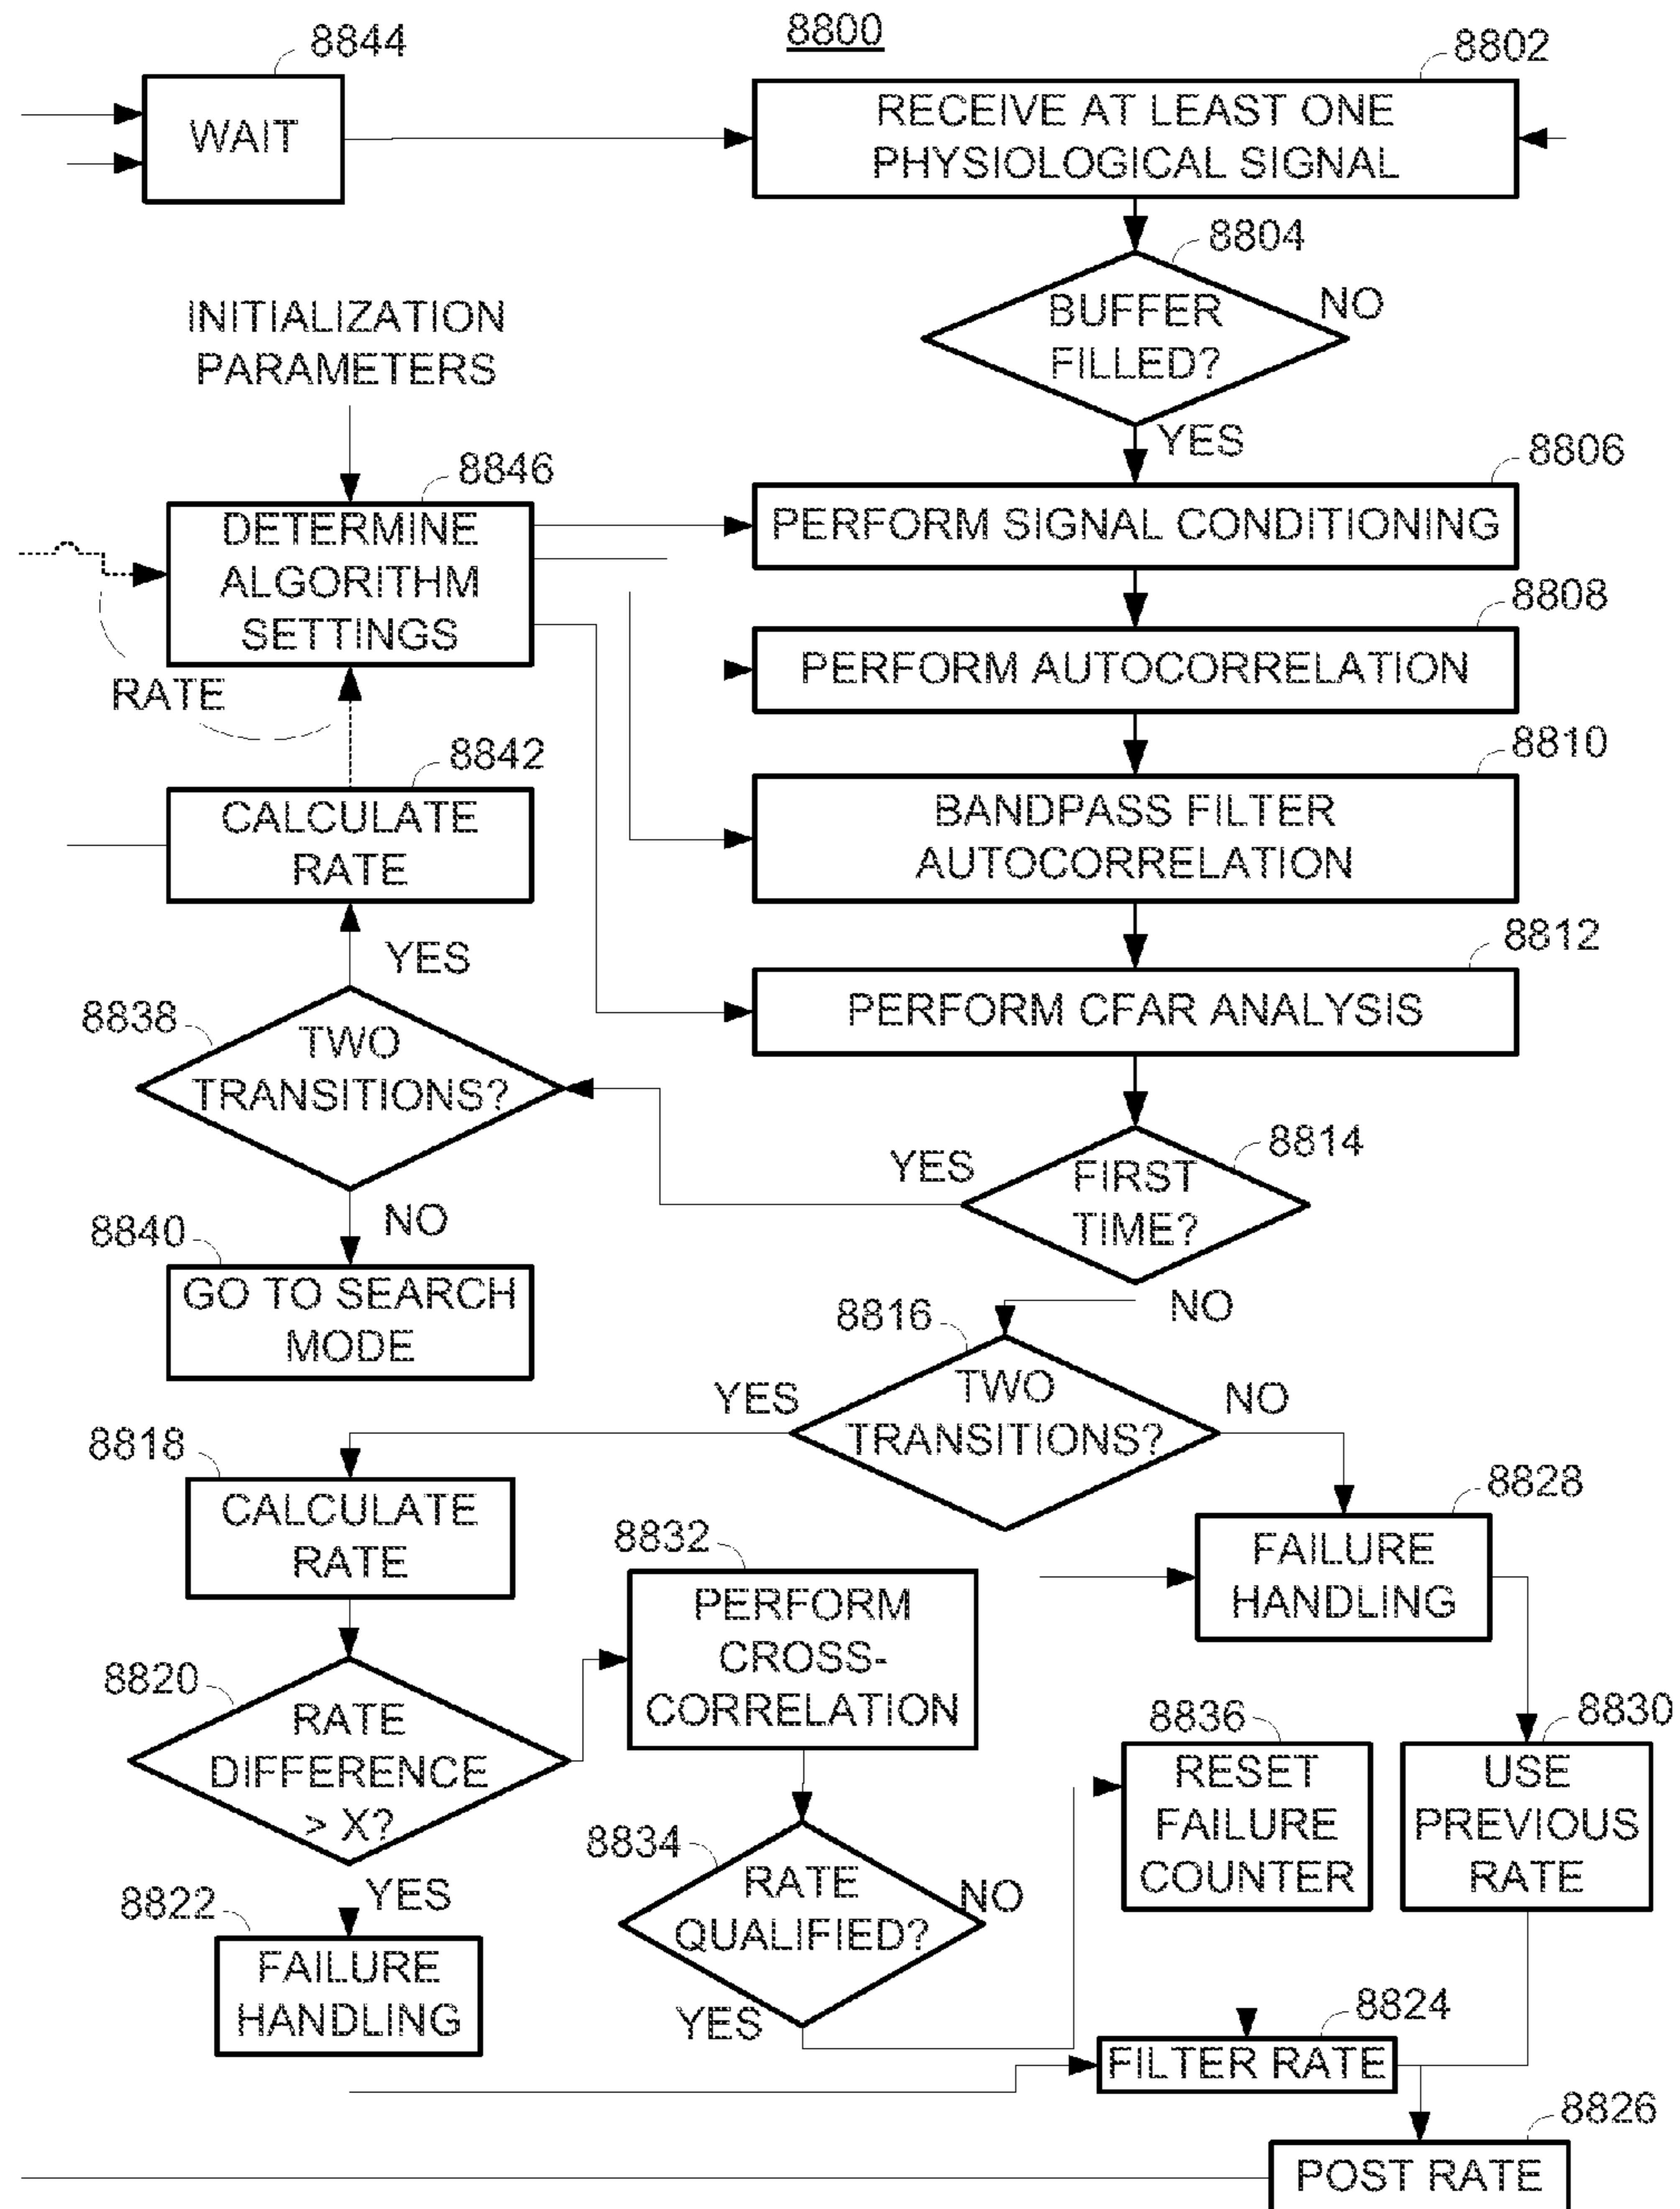 8800
8844
WAIT
8802
RECEIVE AT LEAST ONE
PHYSIOLOGICAL SIGNAL
8804
BUFFER
FILLED?
NO
YES
INITIALIZATION
PARAMETERS
8846
DETERMINE
ALGORITHM
SETTINGS
RATE
8806
PERFORM SIGNAL CONDITIONING
8808
PERFORM AUTOCORRELATION
8810
BANDPASS FILTER
AUTOCORRELATION
8842
CALCULATE
RATE
YES
8812
PERFORM CFAR ANALYSIS
8838
TWO
TRANSITIONS?
NO
8814
FIRST
TIME?
YES
NO
8840
GO TO SEARCH
MODE
8816
TWO
TRANSITIONS?
YES
NO
8818
CALCULATE
RATE
8828
FAILURE
HANDLING
8832
PERFORM
CROSS-
CORRELATION
8820
RATE
DIFFERENCE
> X?
YES
8836
RESET
FAILURE
COUNTER
8830
USE
PREVIOUS
RATE
8834
RATE
QUALIFIED?
NO
YES
8822
FAILURE
HANDLING
8824
FILTER RATE
8826
POST RATE